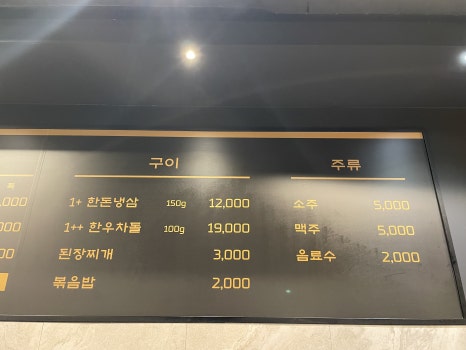 구이
1+ 한돈냉삼 150g 12,000
1++ 한우차돌 100g 19,000
된장찌개 3,000
볶음밥 2,000
주류
소주 5,000
맥주 5,000
음료수 2,000